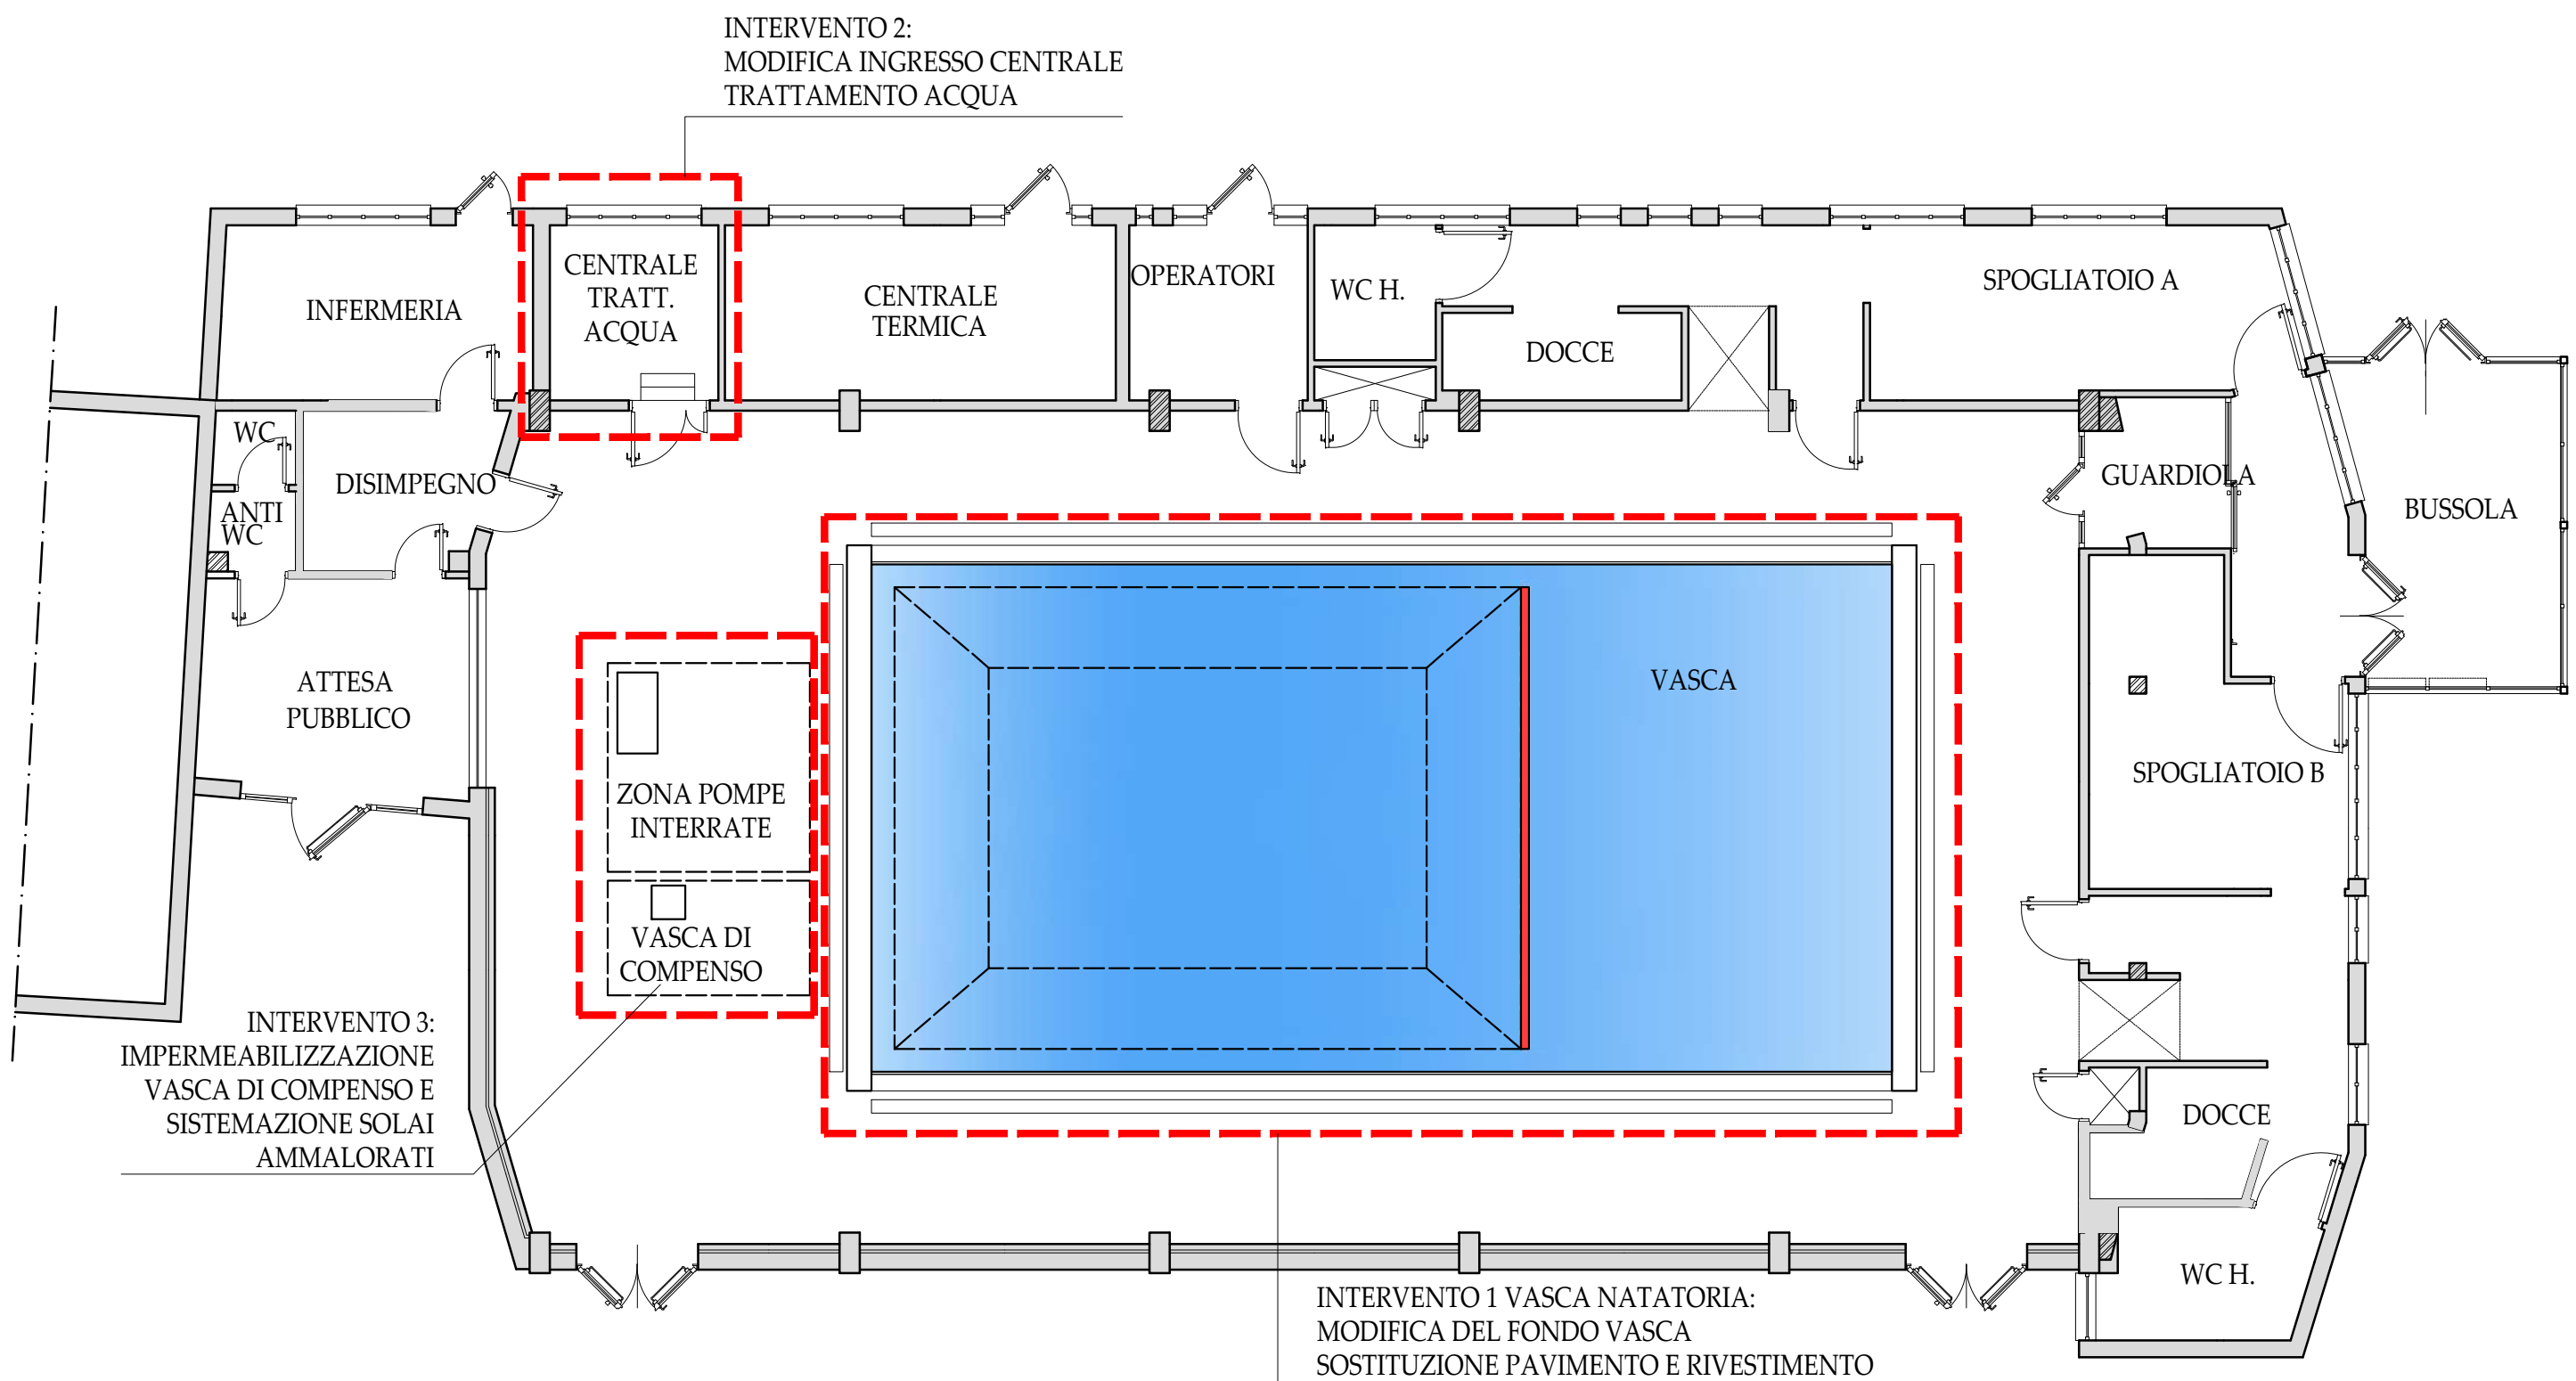 INTERVENTO 2:
MODIFICA INGRESSO CENTRALE
TRATTAMENTO ACQUA
INFERMERIA
CENTRALE
TRATT.
ACQUA
CENTRALE
TERMICA
OPERATORI
WC H.
DOCCE
SPOGLIATOIO A
WC
ANTI
WC
DISIMPEGNO
GUARDIOLA
BUSSOLA
ATTESA
PUBBLICO
VASCA
ZONA POMPE
INTERRATE
VASCA DI
COMPENSO
SPOGLIATOIO B
INTERVENTO 3:
IMPERMEABILIZZAZIONE
VASCA DI COMPENSO E
SISTEMAZIONE SOLAI
AMMALORATI
DOCCE
WC H.
INTERVENTO 1 VASCA NATATORIA:
MODIFICA DEL FONDO VASCA
SOSTITUZIONE PAVIMENTO E RIVESTIMENTO